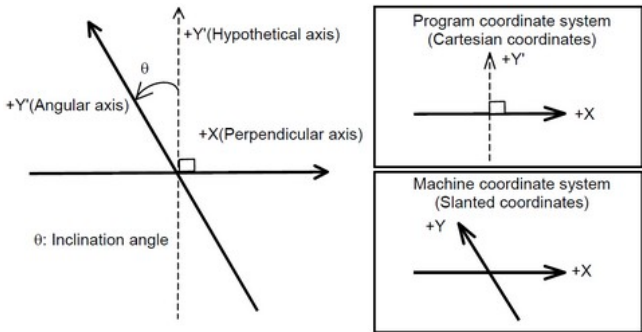 +Y'(Hypothetical axis)
θ
+Y'(Angular axis)
+X(Perpendicular axis)
θ: Inclination angle
Program coordinate system
(Cartesian coordinates)
+Y'
+X
Machine coordinate system
(Slanted coordinates)
+Y
+X